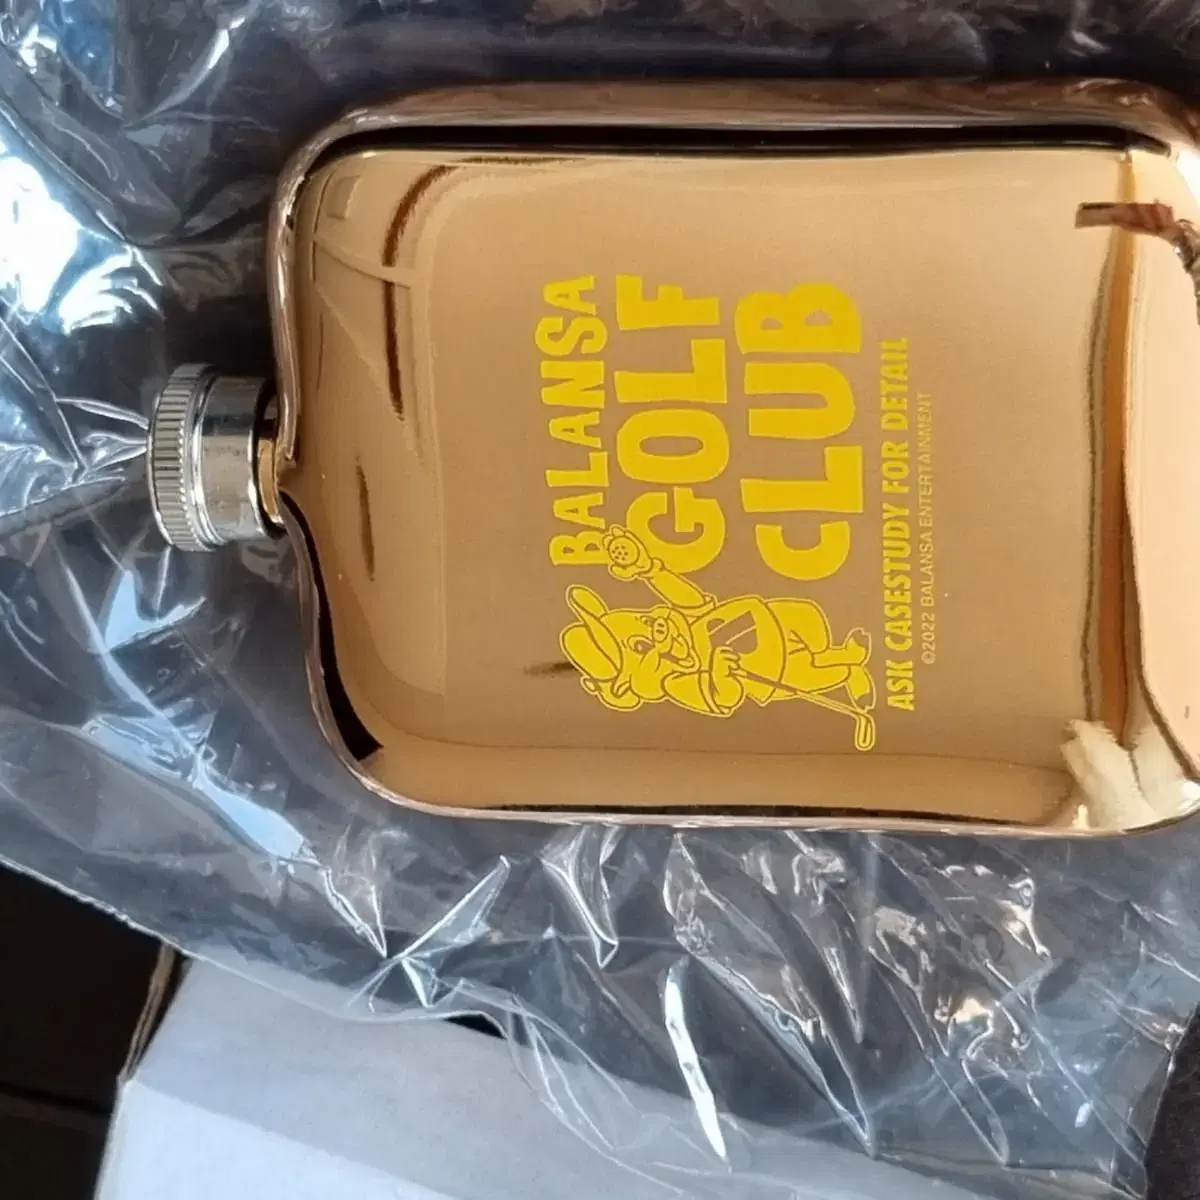 BALANSA
GOLF
CLUB
ASK CASESTUDY FOR DETAIL
©2022 BALANSA ENTERTAINMENT